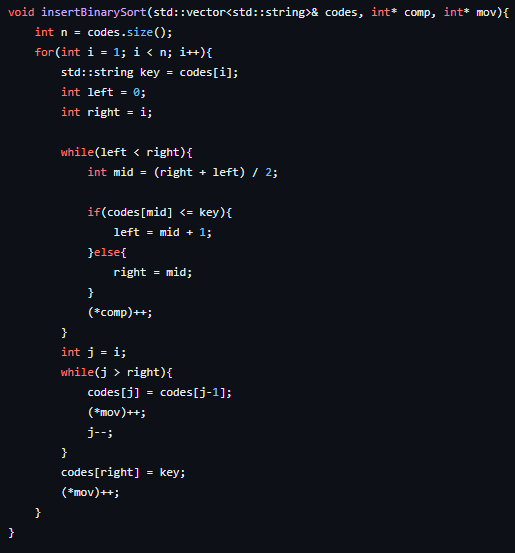 void insertBinarySort(std::vector<std::string>& codes, int* comp, int* mov){
    int n = codes.size();
    for(int i = 1; i < n; i++){
        std::string key = codes[i];
        int left = 0;
        int right = i;

        while(left < right){
            int mid = (right + left) / 2;

            if(codes[mid] <= key){
                left = mid + 1;
            }else{
                right = mid;
            }
            (*comp)++;
        }
        int j = i;
        while(j > right){
            codes[j] = codes[j-1];
            (*mov)++;
            j--;
        }
        codes[right] = key;
        (*mov)++;
    }
}